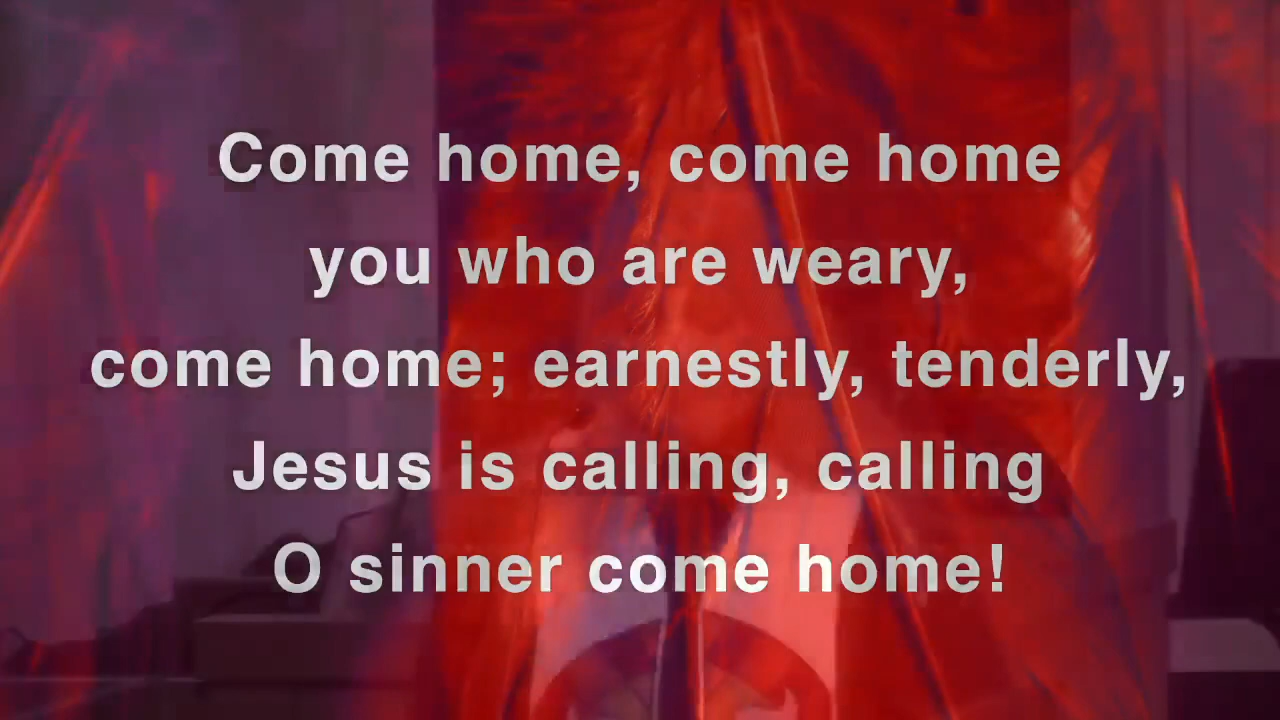 Come home, come home
you who are weary,
come home; earnestly, tenderly,
Jesus is calling, calling
O sinner come home!